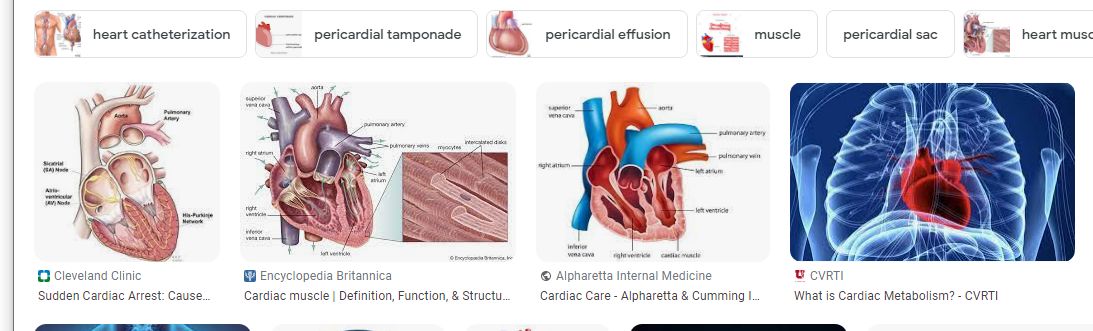 heart catheterization
pericardial tamponade
pericardial effusion
muscle
pericardial sac
heart musc
Aorta
Pulmonary
Artery
Sicatrial
(SA) Node
Atrio-
ventricular
(AV) Node
His-Purkinje
Network
aorta
superior
vena cava
pulmonary artery
pulmonary veins
intercalated disks
myocytes
right atrium
left
atrium
right
ventricle
inferior
vena cava
left ventricle
© Encyclopædia Britannica, Inc
superior
vena cava
aorta
pulmonary artery
pulmonary vein
right atrium
left atrium
left ventricle
inferior
vena cava
right ventricle
cardiac muscle
Cleveland Clinic
Sudden Cardiac Arrest: Cause...
Encyclopedia Britannica
Cardiac muscle | Definition, Function, & Structu...
Alpharetta Internal Medicine
Cardiac Care - Alpharetta & Cumming I...
CVRTI
What is Cardiac Metabolism? - CVRTI